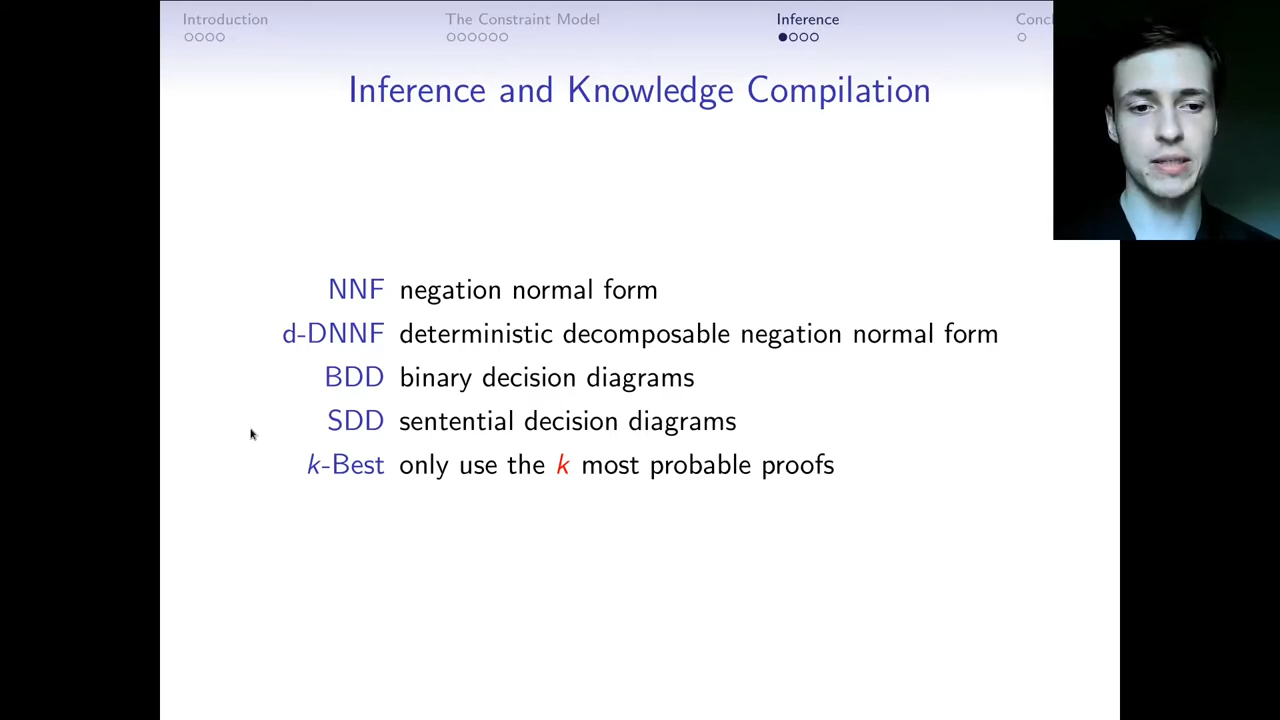 Introduction The Constraint Model Inference
Inference and Knowledge Compilation
NNF negation normal form
d-DNNF deterministic decomposable negation normal form
BDD binary decision diagrams
SDD sentential decision diagrams
k-Best only use the k most probable proofs